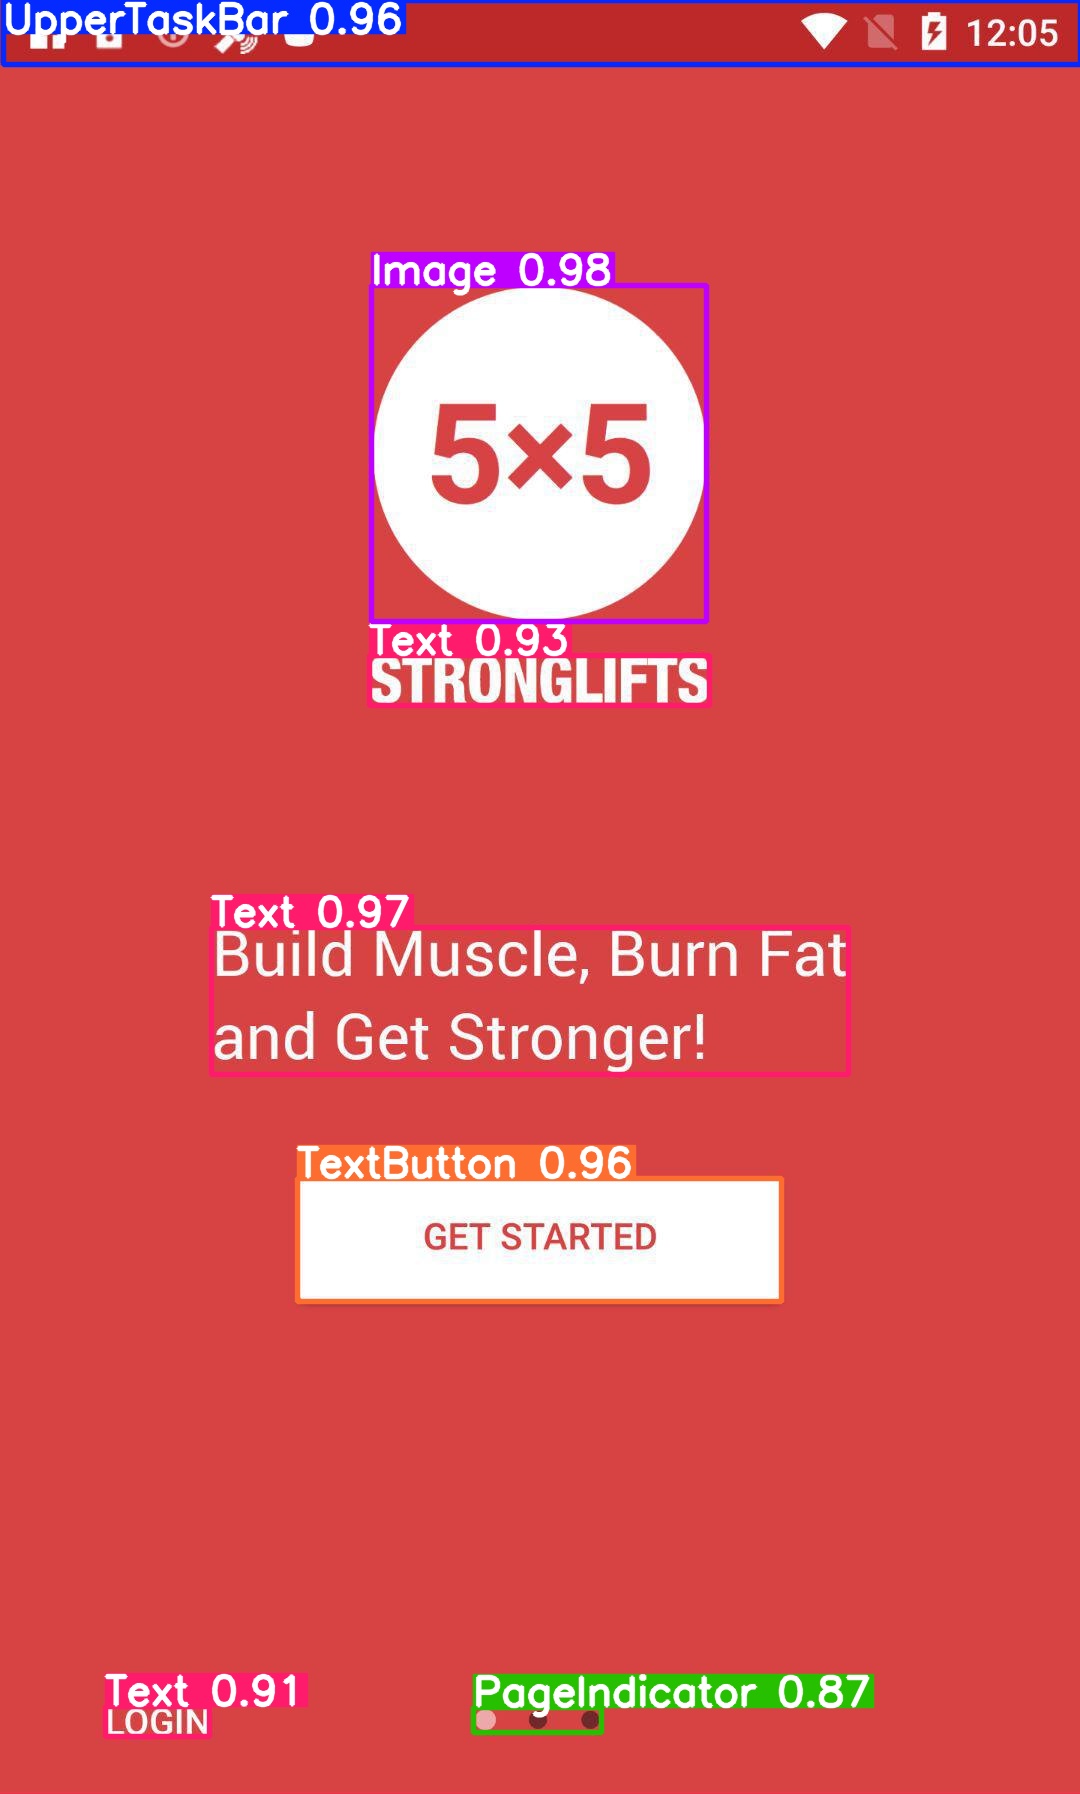 UpperTaskBar 0.96
12:05
Image 0.98
5×5
Text 0.93
STRONGLIFTS
Text 0.97
Build Muscle, Burn Fat
and Get Stronger!
TextButton 0.96
GET STARTED
Text 0.91
PageIndicator 0.87
LOGIN